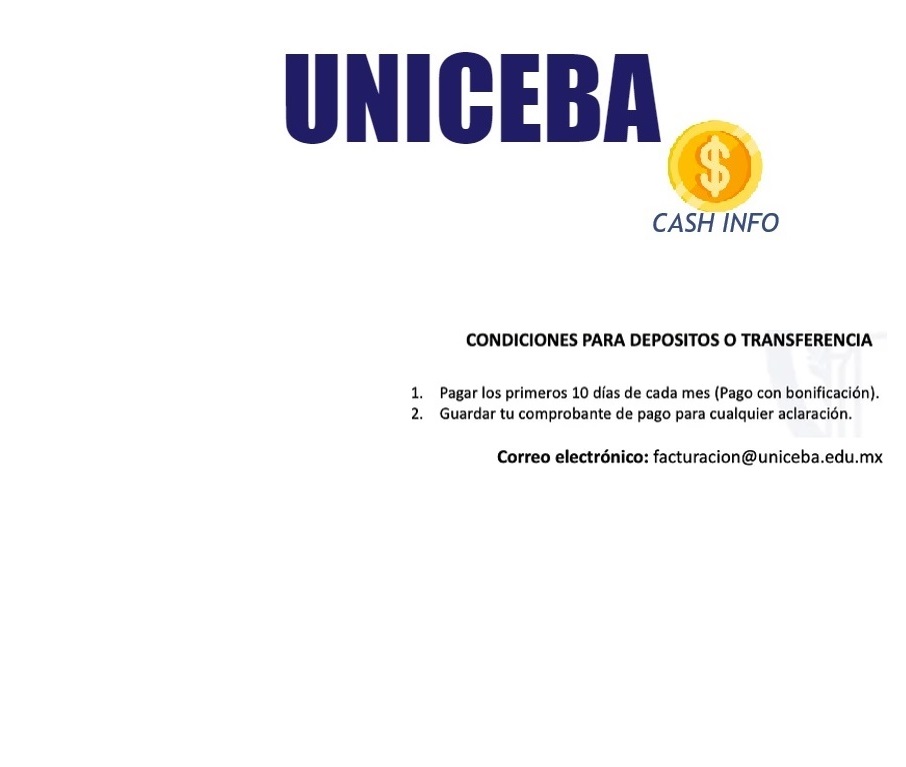 UNICEBA
$
CASH INFO
CONDICIONES PARA DEPOSITOS O TRANSFERENCIA
1. Pagar los primeros 10 días de cada mes (Pago con bonificación).
2. Guardar tu comprobante de pago para cualquier aclaración.
Correo electrónico: facturacion@uniceba.edu.mx